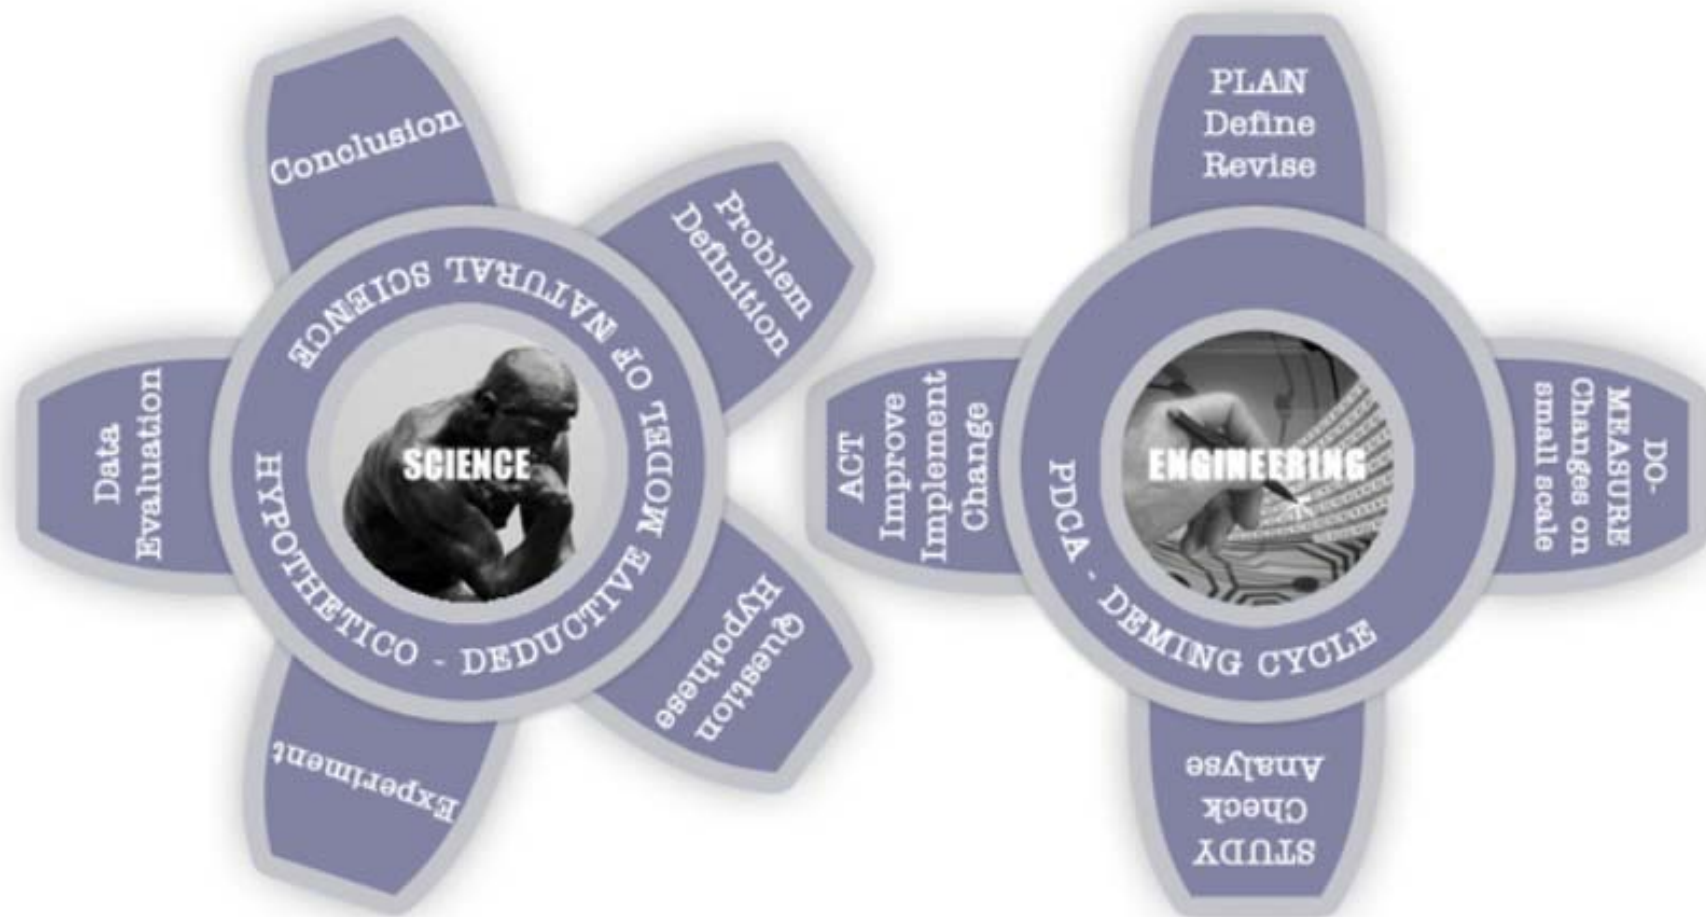 Conclusion
Problem
Definition
Question
Hypothese
Experiment
Data
Evaluation
HYPOTHETICO - DEDUCTIVE MODEL OF NATURAL SCIENCE
SCIENCE
PLAN
Define
Revise
DO-
MEASURE
Changes on
small scale
STUDY
Check
Analyse
ACT
Improve
Implement
Change
PDCA - DEMING CYCLE
ENGINEERING